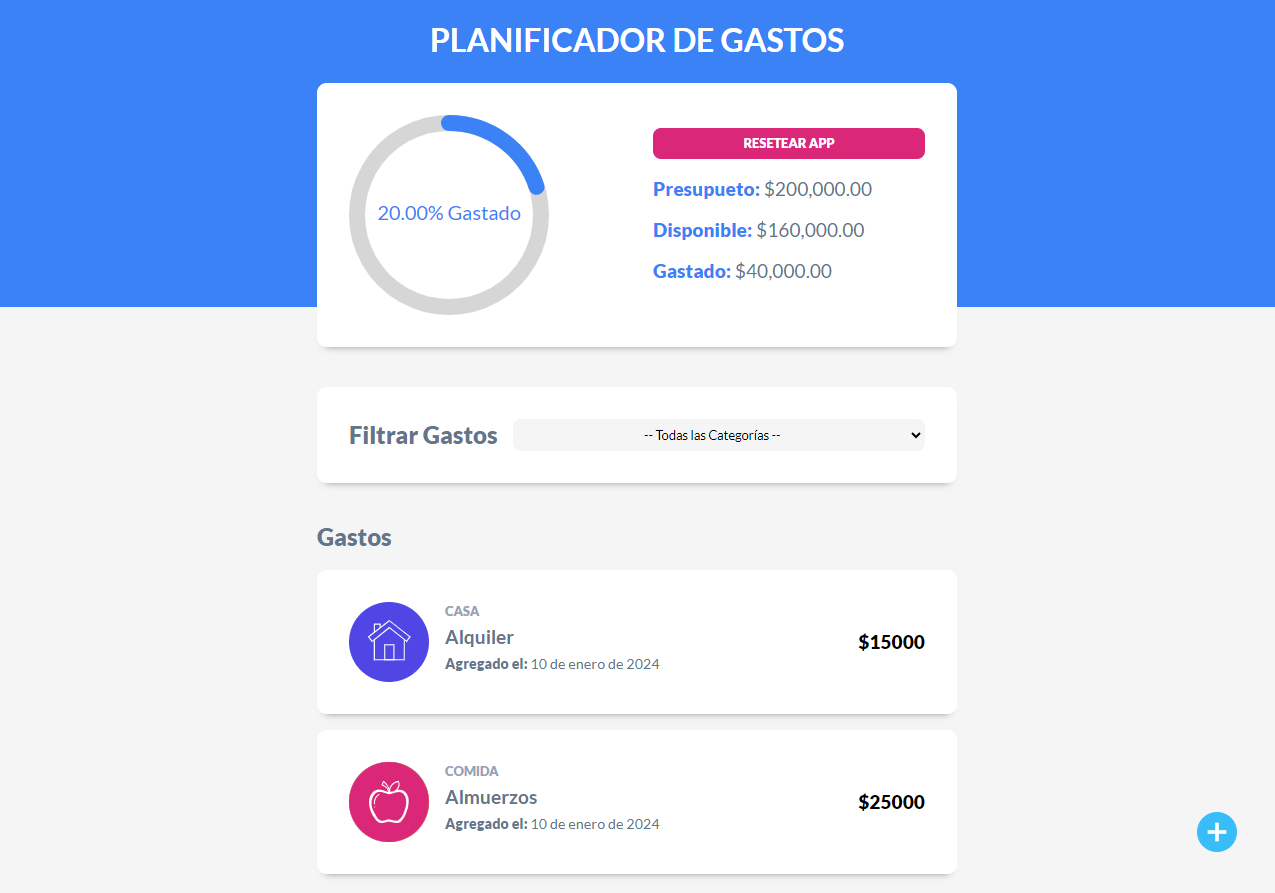 PLANIFICADOR DE GASTOS
20.00% Gastado
RESETEAR APP
Presupueto: $200,000.00
Disponible: $160,000.00
Gastado: $40,000.00
Filtrar Gastos
-- Todas las Categorías --
Gastos
CASA
Alquiler
Agregado el: 10 de enero de 2024
$15000
COMIDA
Almuerzos
Agregado el: 10 de enero de 2024
$25000